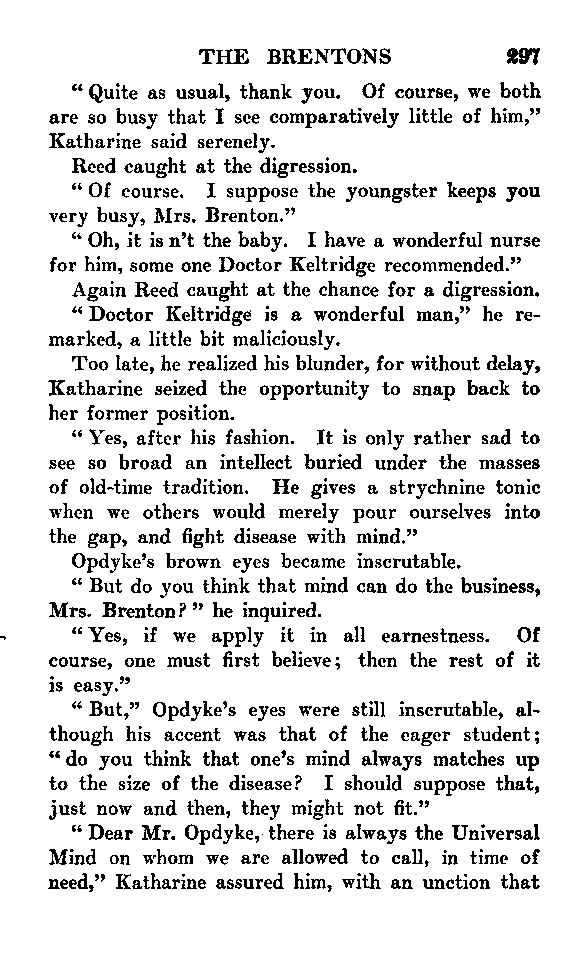 THE BRENTONS 297
“ Quite as usual, thank you. Of course, we both
are so busy that I see comparatively little of him,”
Katharine said serenely.
Reed caught at the digression.
“ Of course. I suppose the youngster keeps you
very busy, Mrs. Brenton.”
“ Oh, it is n’t the baby. I have a wonderful nurse
for him, some one Doctor Keltridge recommended.”
Again Reed caught at the chance for a digression.
“ Doctor Keltridge is a wonderful man,” he re-
marked, a little bit maliciously.
Too late, he realized his blunder, for without delay,
Katharine seized the opportunity to snap back to
her former position.
“ Yes, after his fashion. It is only rather sad to
see so broad an intellect buried under the masses
of old-time tradition. He gives a strychnine tonic
when we others would merely pour ourselves into
the gap, and fight disease with mind.”
Opdyke’s brown eyes became inscrutable.
“ But do you think that mind can do the business,
Mrs. Brenton? ” he inquired.
“ Yes, if we apply it in all earnestness. Of
course, one must first believe; then the rest of it
is easy.”
“ But,” Opdyke’s eyes were still inscrutable, al-
though his accent was that of the eager student;
“ do you think that one’s mind always matches up
to the size of the disease? I should suppose that,
just now and then, they might not fit.”
“ Dear Mr. Opdyke, there is always the Universal
Mind on whom we are allowed to call, in time of
need,” Katharine assured him, with an unction that